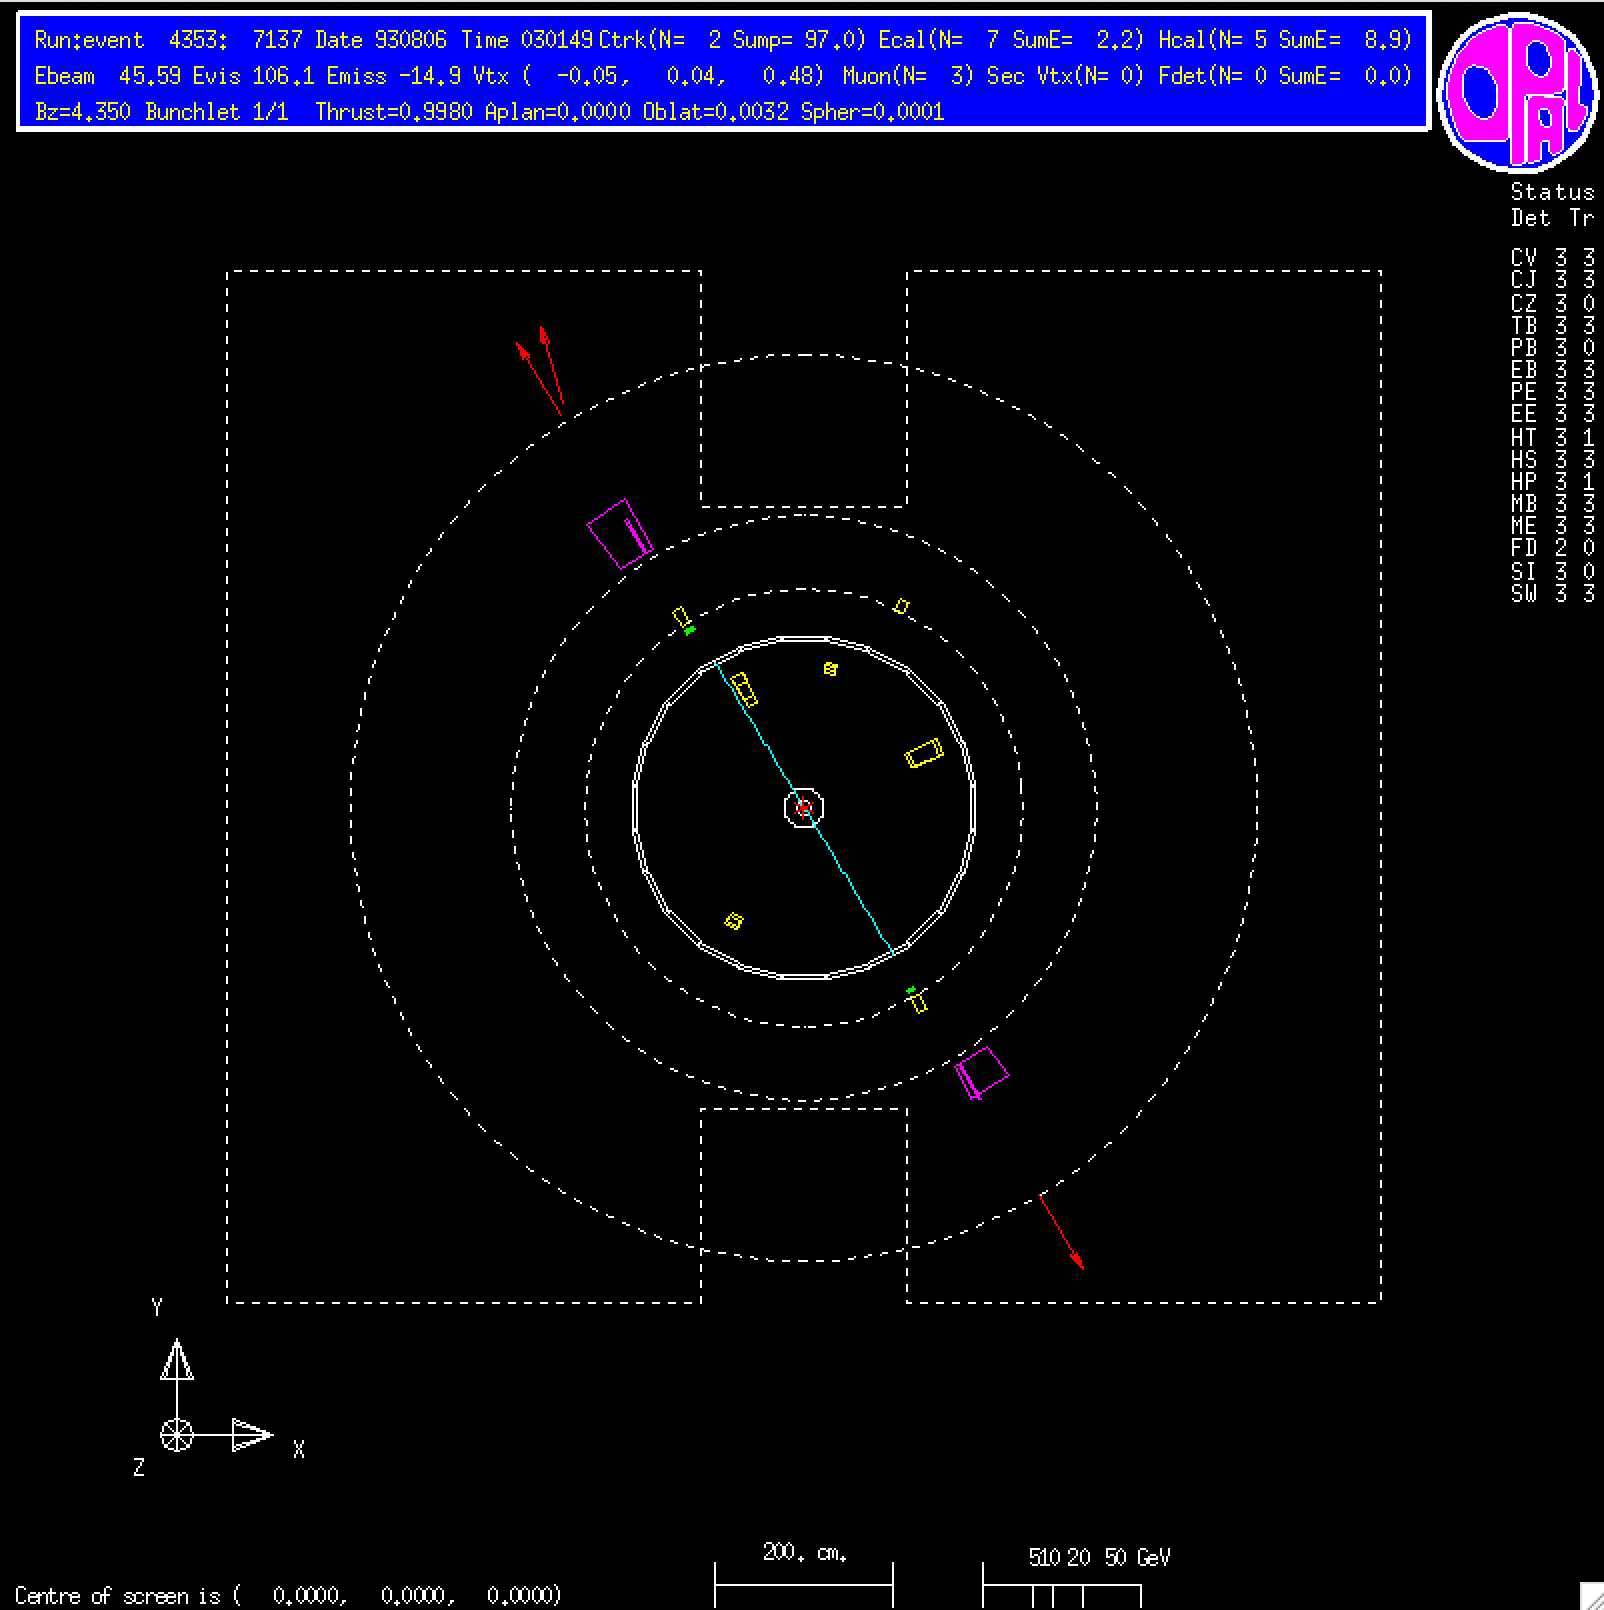 Run:event 4353: 7137 Date 930806 Time 030149 Ctrk(N= 2 Sump= 97.0) Ecal(N= 7 SumE= 2.2) Hcal(N= 5 SumE= 8.9)
Ebeam 45.59 Evis 106.1 Emiss -14.9 Vtx ( -0.05, 0.04, 0.48) Muon(N= 3) Sec Vtx(N= 0) Fdet(N= 0 SumE= 0.0)
Bz=4.350 Bunchlet 1/1 Thrust=0.9980 Aplan=0.0000 Oblat=0.0032 Spher=0.0001
OPAL
Status
Det Tr
CV 3 3
CJ 3 3
CZ 3 0
TB 3 3
PB 3 0
EB 3 3
PE 3 3
EE 3 3
HT 3 1
HS 3 3
HP 3 1
MB 3 3
ME 3 3
FD 2 0
SI 3 0
SW 3 3
Y
X
Z
200. cm.
5 10 20 50 GeV
Centre of screen is ( 0.0000, 0.0000, 0.0000)